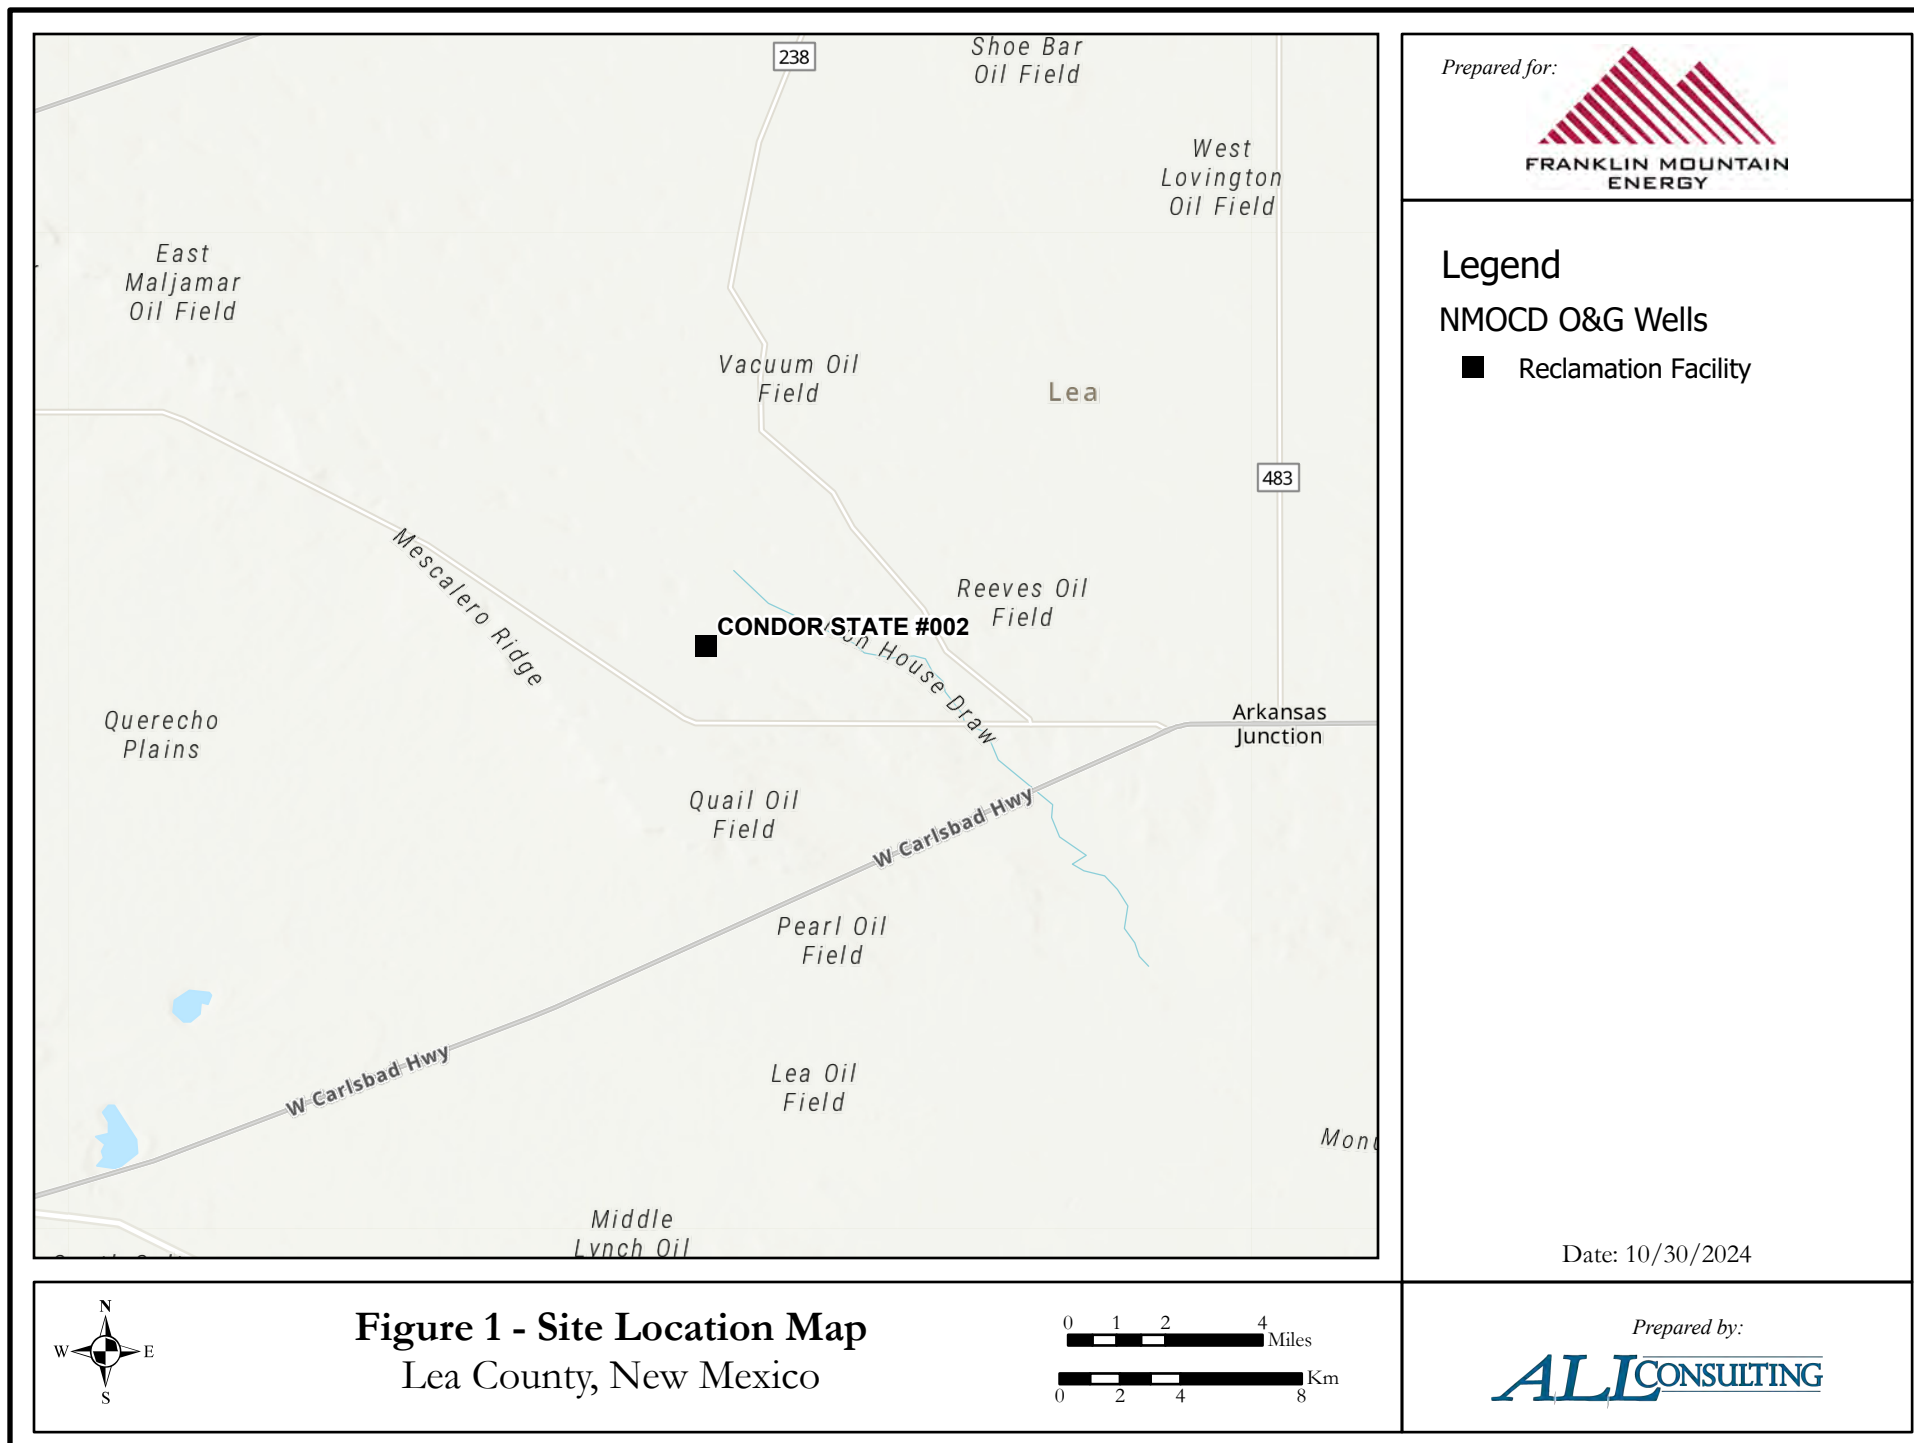 238
Shoe Bar
Oil Field
West
Lovington
Oil Field
East
Maljamar
Oil Field
Vacuum Oil
Field
Lea
483
Mescalero Ridge
Reeves Oil
Field
CONDOR STATE #002
House Draw
Querecho
Plains
Arkansas
Junction
Quail Oil
Field
W Carlsbad Hwy
Pearl Oil
Field
W Carlsbad Hwy
Lea Oil
Field
Middle
Lynch Oil
Prepared for:
FRANKLIN MOUNTAIN
ENERGY
Legend
NMOCD O&G Wells
Reclamation Facility
Date: 10/30/2024
N
W E
S
Figure 1 - Site Location Map
Lea County, New Mexico
0 1 2 4
Miles
Km
0 2 4 8
Prepared by:
ALL CONSULTING